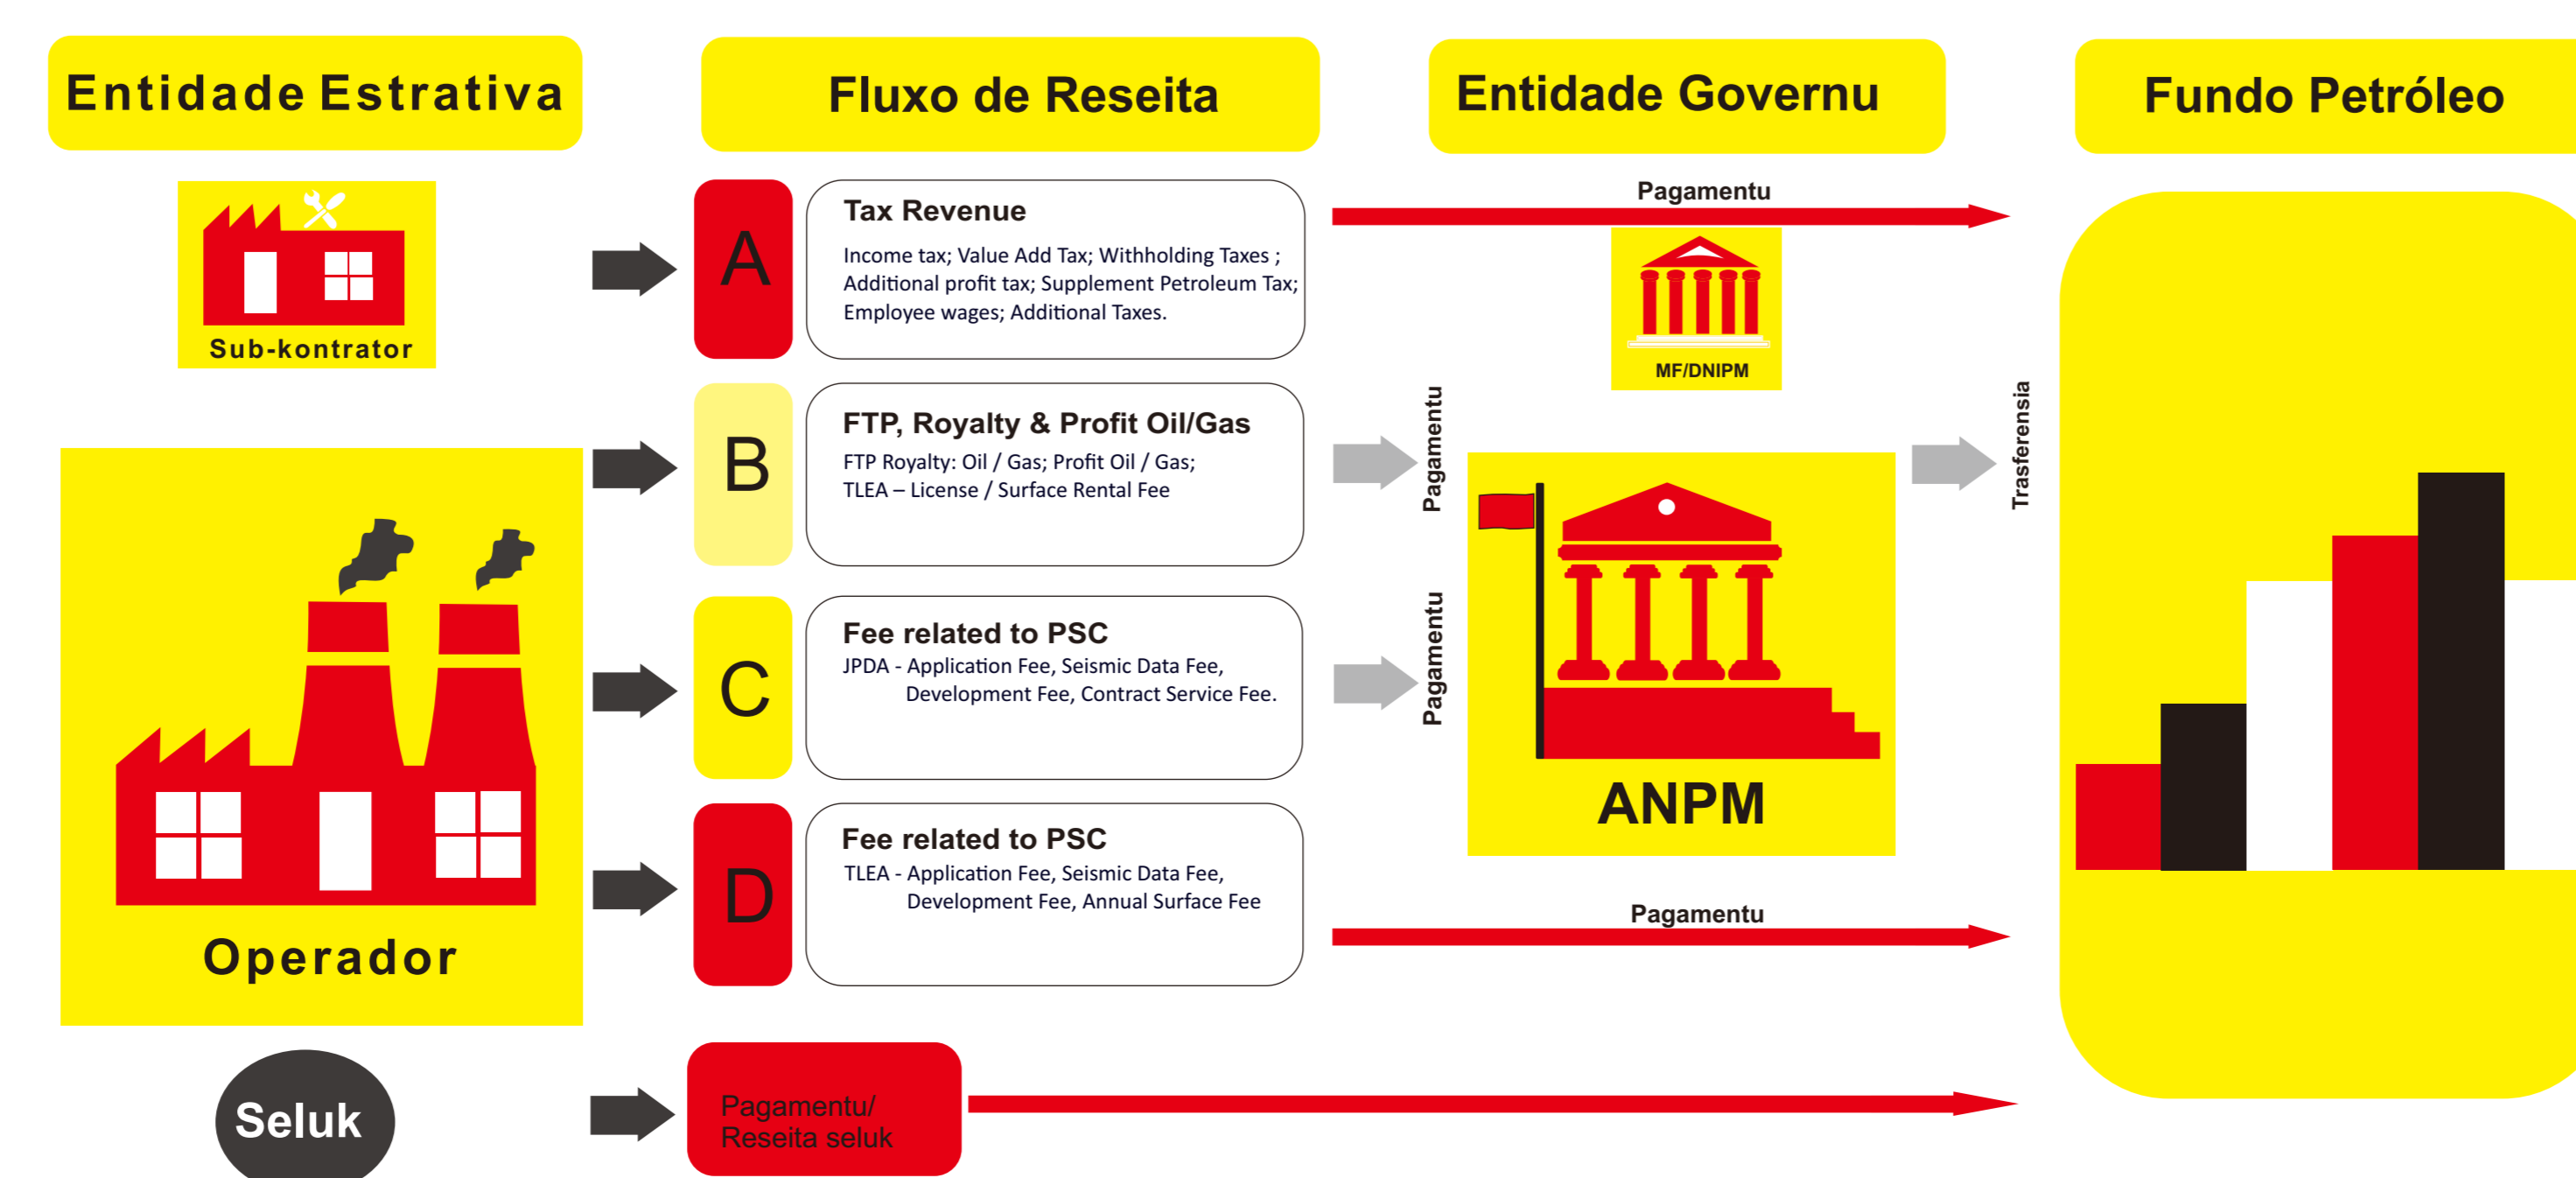 Entidade Estrativa
Fluxo de Reseita
Entidade Governu
Fundo Petróleo
Sub-kontrator
A
Tax Revenue
Income tax; Value Add Tax; Withholding Taxes ;
Additional profit tax; Supplement Petroleum Tax;
Employee wages; Additional Taxes.
Pagamentu
MF/DNIPM
B
FTP, Royalty & Profit Oil/Gas
FTP Royalty: Oil / Gas; Profit Oil / Gas;
TLEA – License / Surface Rental Fee
Pagamentu
Trasferensia
Operador
C
Fee related to PSC
JPDA - Application Fee, Seismic Data Fee,
Development Fee, Contract Service Fee.
Pagamentu
ANPM
D
Fee related to PSC
TLEA - Application Fee, Seismic Data Fee,
Development Fee, Annual Surface Fee
Pagamentu
Seluk
Pagamentu/
Reseita seluk